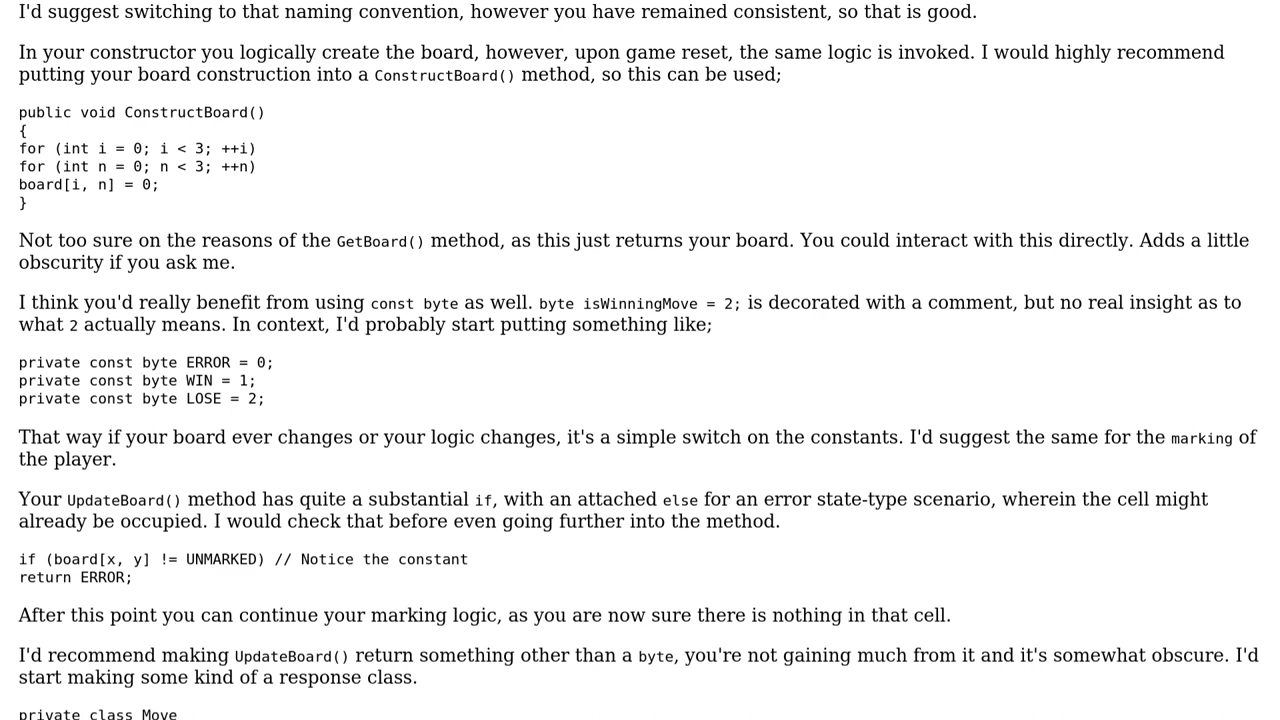 I'd suggest switching to that naming convention, however you have remained consistent, so that is good.
In your constructor you logically create the board, however, upon game reset, the same logic is invoked. I would highly recommend
putting your board construction into a ConstructBoard() method, so this can be used;
public void ConstructBoard()
{
for (int i = 0; i < 3; ++i)
for (int n = 0; n < 3; ++n)
board[i, n] = 0;
}
Not too sure on the reasons of the GetBoard() method, as this just returns your board. You could interact with this directly. Adds a little
obscurity if you ask me.
I think you'd really benefit from using const byte as well. byte isWinningMove = 2; is decorated with a comment, but no real insight as to
what 2 actually means. In context, I'd probably start putting something like;
private const byte ERROR = 0;
private const byte WIN = 1;
private const byte LOSE = 2;
That way if your board ever changes or your logic changes, it's a simple switch on the constants. I'd suggest the same for the marking of
the player.
Your UpdateBoard() method has quite a substantial if, with an attached else for an error state-type scenario, wherein the cell might
already be occupied. I would check that before even going further into the method.
if (board[x, y] != UNMARKED) // Notice the constant
return ERROR;
After this point you can continue your marking logic, as you are now sure there is nothing in that cell.
I'd recommend making UpdateBoard() return something other than a byte, you're not gaining much from it and it's somewhat obscure. I'd
start making some kind of a response class.
private class Move